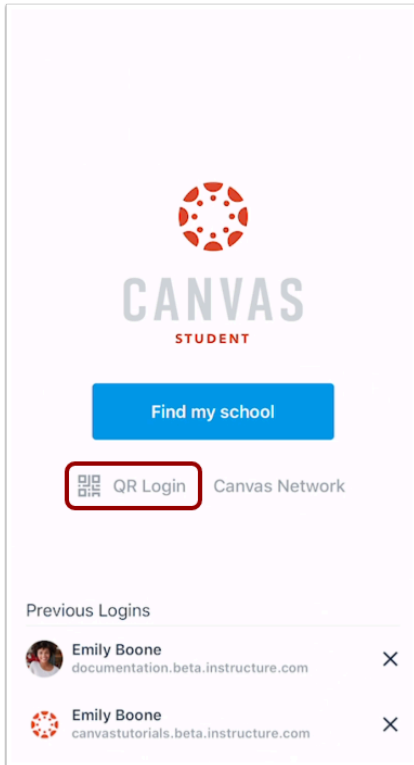 CANVAS
STUDENT
Find my school
QR Login Canvas Network
Previous Logins
Emily Boone
documentation.beta.instructure.com
Emily Boone
canvastutorials.beta.instructure.com